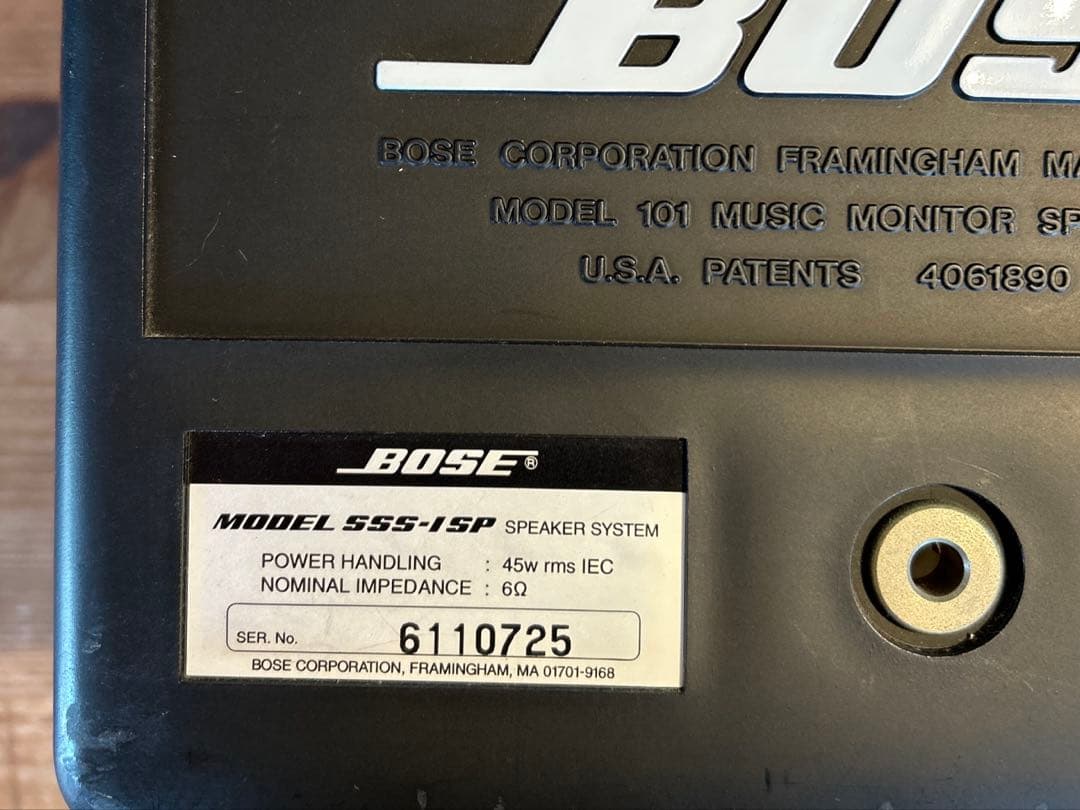 BOSE CORPORATION FRAMINGHAM
MODEL 101 MUSIC MONITOR
U.S.A. PATENTS 4061890
BOSE®
MODEL SSS-1SP SPEAKER SYSTEM
POWER HANDLING : 45w rms IEC
NOMINAL IMPEDANCE : 6Ω
SER. No. 6110725
BOSE CORPORATION, FRAMINGHAM, MA 01701-9168